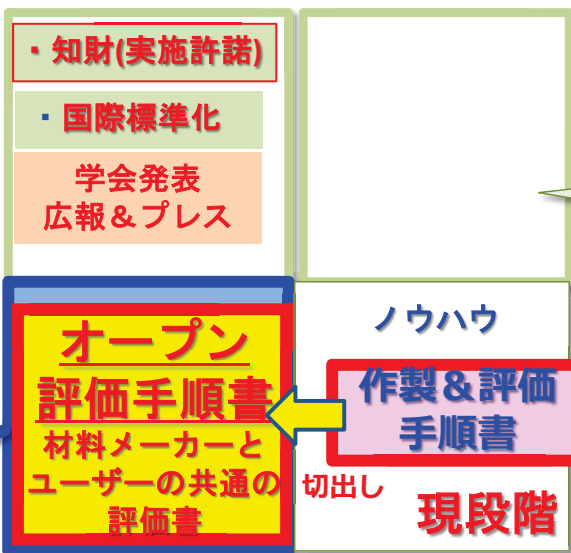 ・知財(実施許諾)
・国際標準化
学会発表
広報＆プレス
オープン
評価手順書
材料メーカーと
ユーザーの共通の
評価書
ノウハウ
作製＆評価
手順書
切出し
現段階